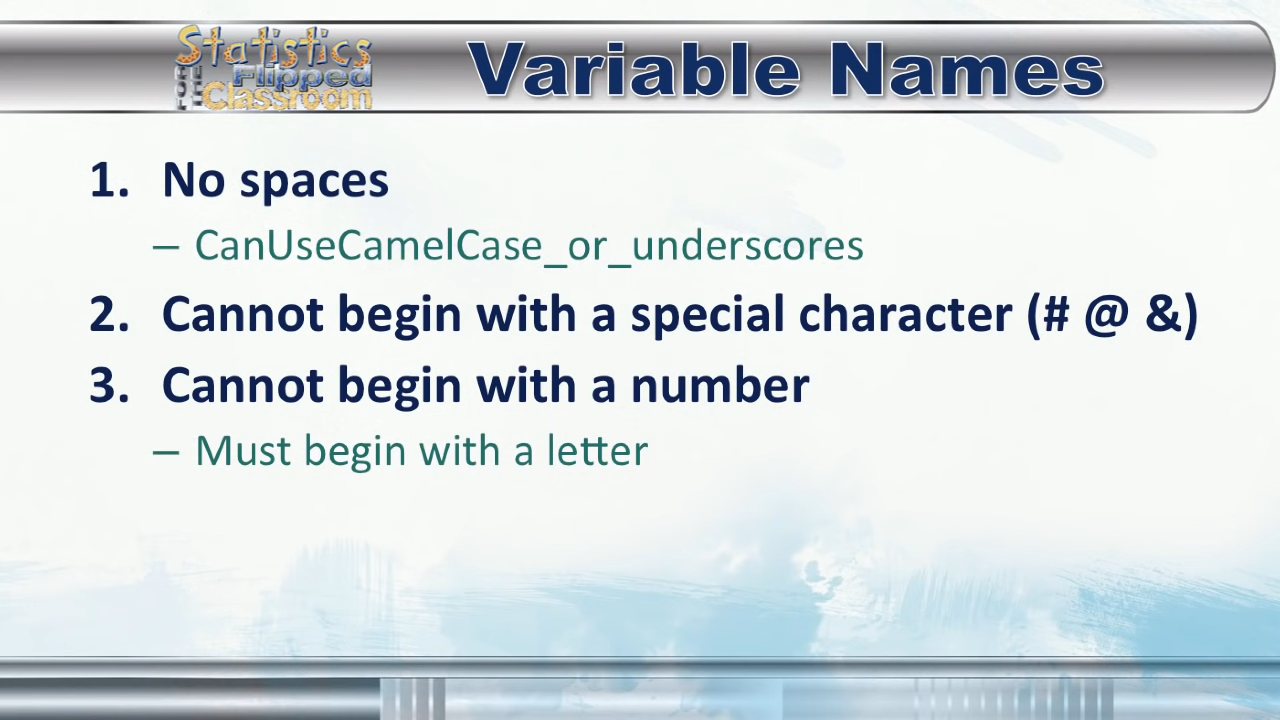 Statistics
FOR THE Flipped
Classroom
Variable Names
1. No spaces
– CanUseCamelCase_or_underscores
2. Cannot begin with a special character (# @ &)
3. Cannot begin with a number
– Must begin with a letter